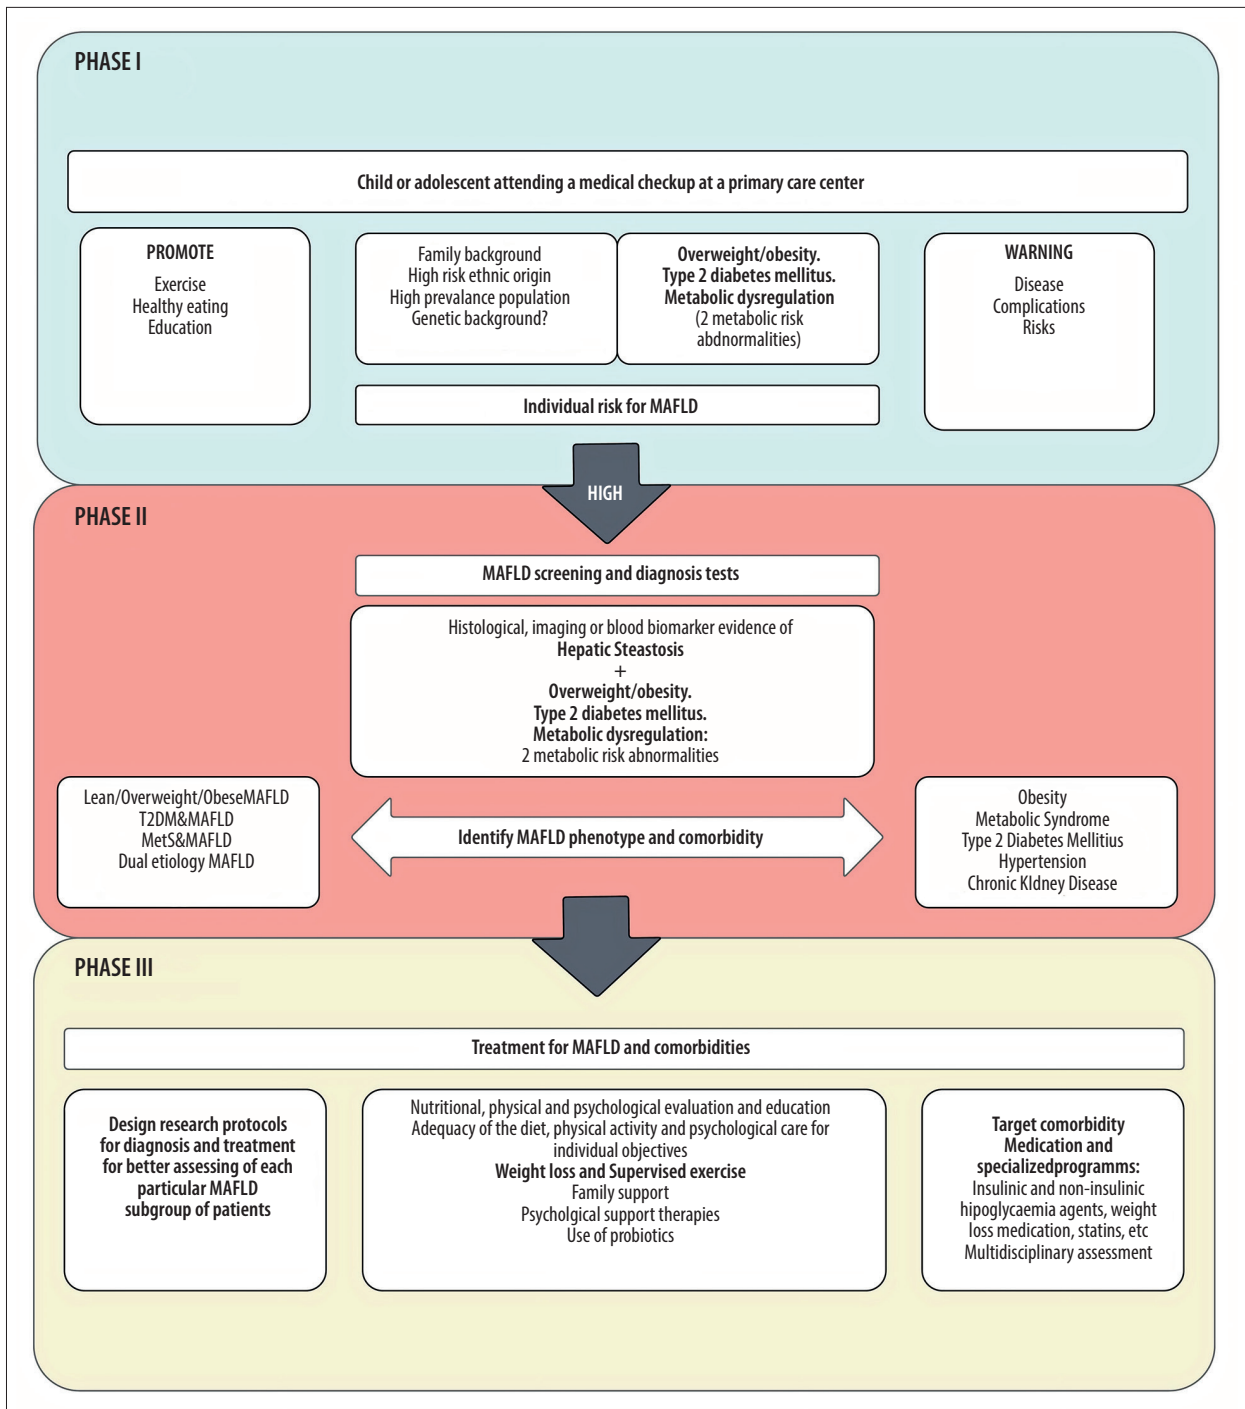 PHASE I
Child or adolescent attending a medical checkup at a primary care center
PROMOTE
Exercise
Healthy eating
Education
Family background
High risk ethnic origin
High prevalance population
Genetic background?
Overweight/obesity.
Type 2 diabetes mellitus.
Metabolic dysregulation
(2 metabolic risk
abdnormalities)
WARNING
Disease
Complications
Risks
Individual risk for MAFLD
HIGH
PHASE II
MAFLD screening and diagnosis tests
Histological, imaging or blood biomarker evidence of
Hepatic Steastosis
+
Overweight/obesity.
Type 2 diabetes mellitus.
Metabolic dysregulation:
2 metabolic risk abnormalities
Lean/Overweight/ObeseMAFLD
T2DM&MAFLD
MetS&MAFLD
Dual etiology MAFLD
Identify MAFLD phenotype and comorbidity
Obesity
Metabolic Syndrome
Type 2 Diabetes Mellitius
Hypertension
Chronic KIdney Disease
PHASE III
Treatment for MAFLD and comorbidities
Design research protocols
for diagnosis and treatment
for better assessing of each
particular MAFLD
subgroup of patients
Nutritional, physical and psychological evaluation and education
Adequacy of the diet, physical activity and psychological care for
individual objectives
Weight loss and Supervised exercise
Family support
Psycholgical support therapies
Use of probiotics
Target comorbidity
Medication and
specializedprogramms:
Insulinic and non-insulinic
hipoglycaemia agents, weight
loss medication, statins, etc
Multidisciplinary assessment